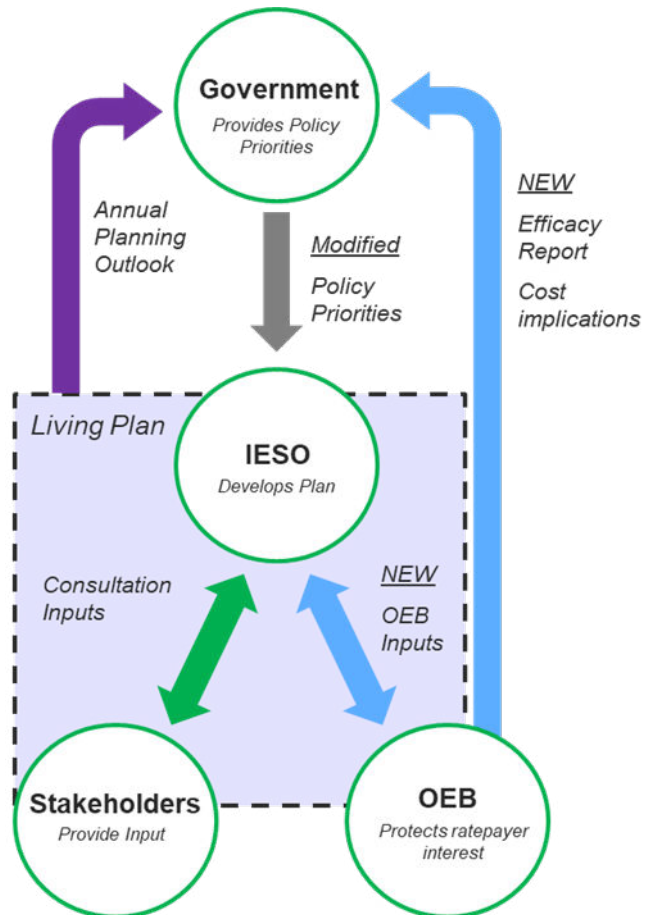 Government
Provides Policy
Priorities
Annual
Planning
Outlook
Modified
Policy
Priorities
NEW
Efficacy
Report
Cost
implications
Living Plan
IESO
Develops Plan
Consultation
Inputs
NEW
OEB
Inputs
Stakeholders
Provide Input
OEB
Protects ratepayer
interest